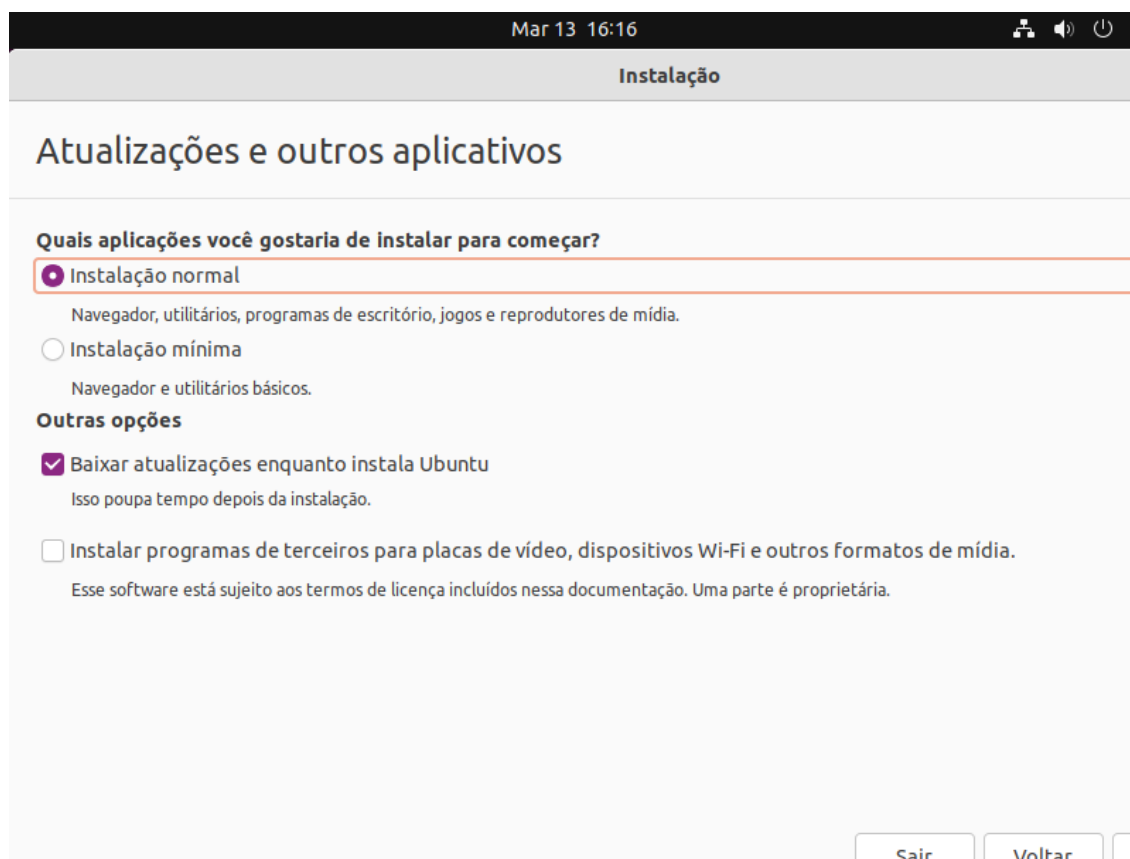 Mar 13 16:16
Instalação
Atualizações e outros aplicativos
Quais aplicações você gostaria de instalar para começar?
Instalação normal
Navegador, utilitários, programas de escritório, jogos e reprodutores de mídia.
Instalação mínima
Navegador e utilitários básicos.
Outras opções
Baixar atualizações enquanto instala Ubuntu
Isso poupa tempo depois da instalação.
Instalar programas de terceiros para placas de vídeo, dispositivos Wi-Fi e outros formatos de mídia.
Esse software está sujeito aos termos de licença incluídos nessa documentação. Uma parte é proprietária.
Sair Voltar